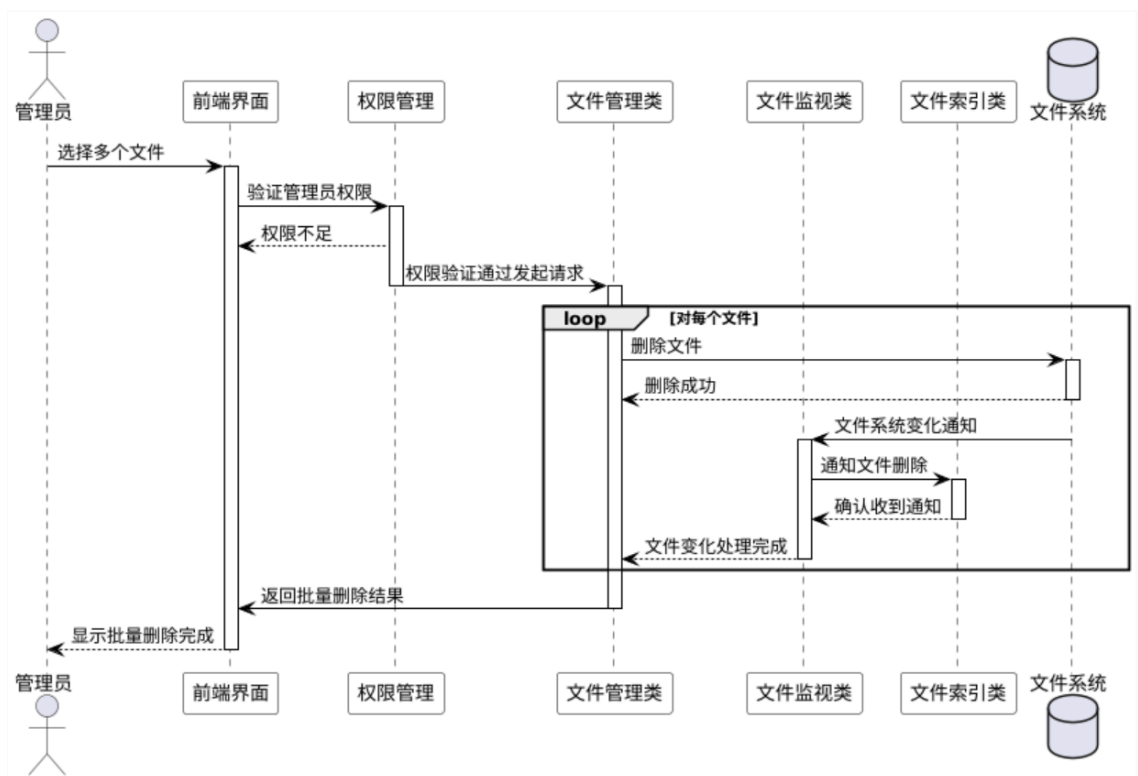 管理员
前端界面
权限管理
文件管理类
文件监视类
文件索引类
文件系统
选择多个文件
验证管理员权限
权限不足
权限验证通过发起请求
loop
[对每个文件]
删除文件
删除成功
文件系统变化通知
通知文件删除
确认收到通知
文件变化处理完成
返回批量删除结果
显示批量删除完成
管理员
前端界面
权限管理
文件管理类
文件监视类
文件索引类
文件系统